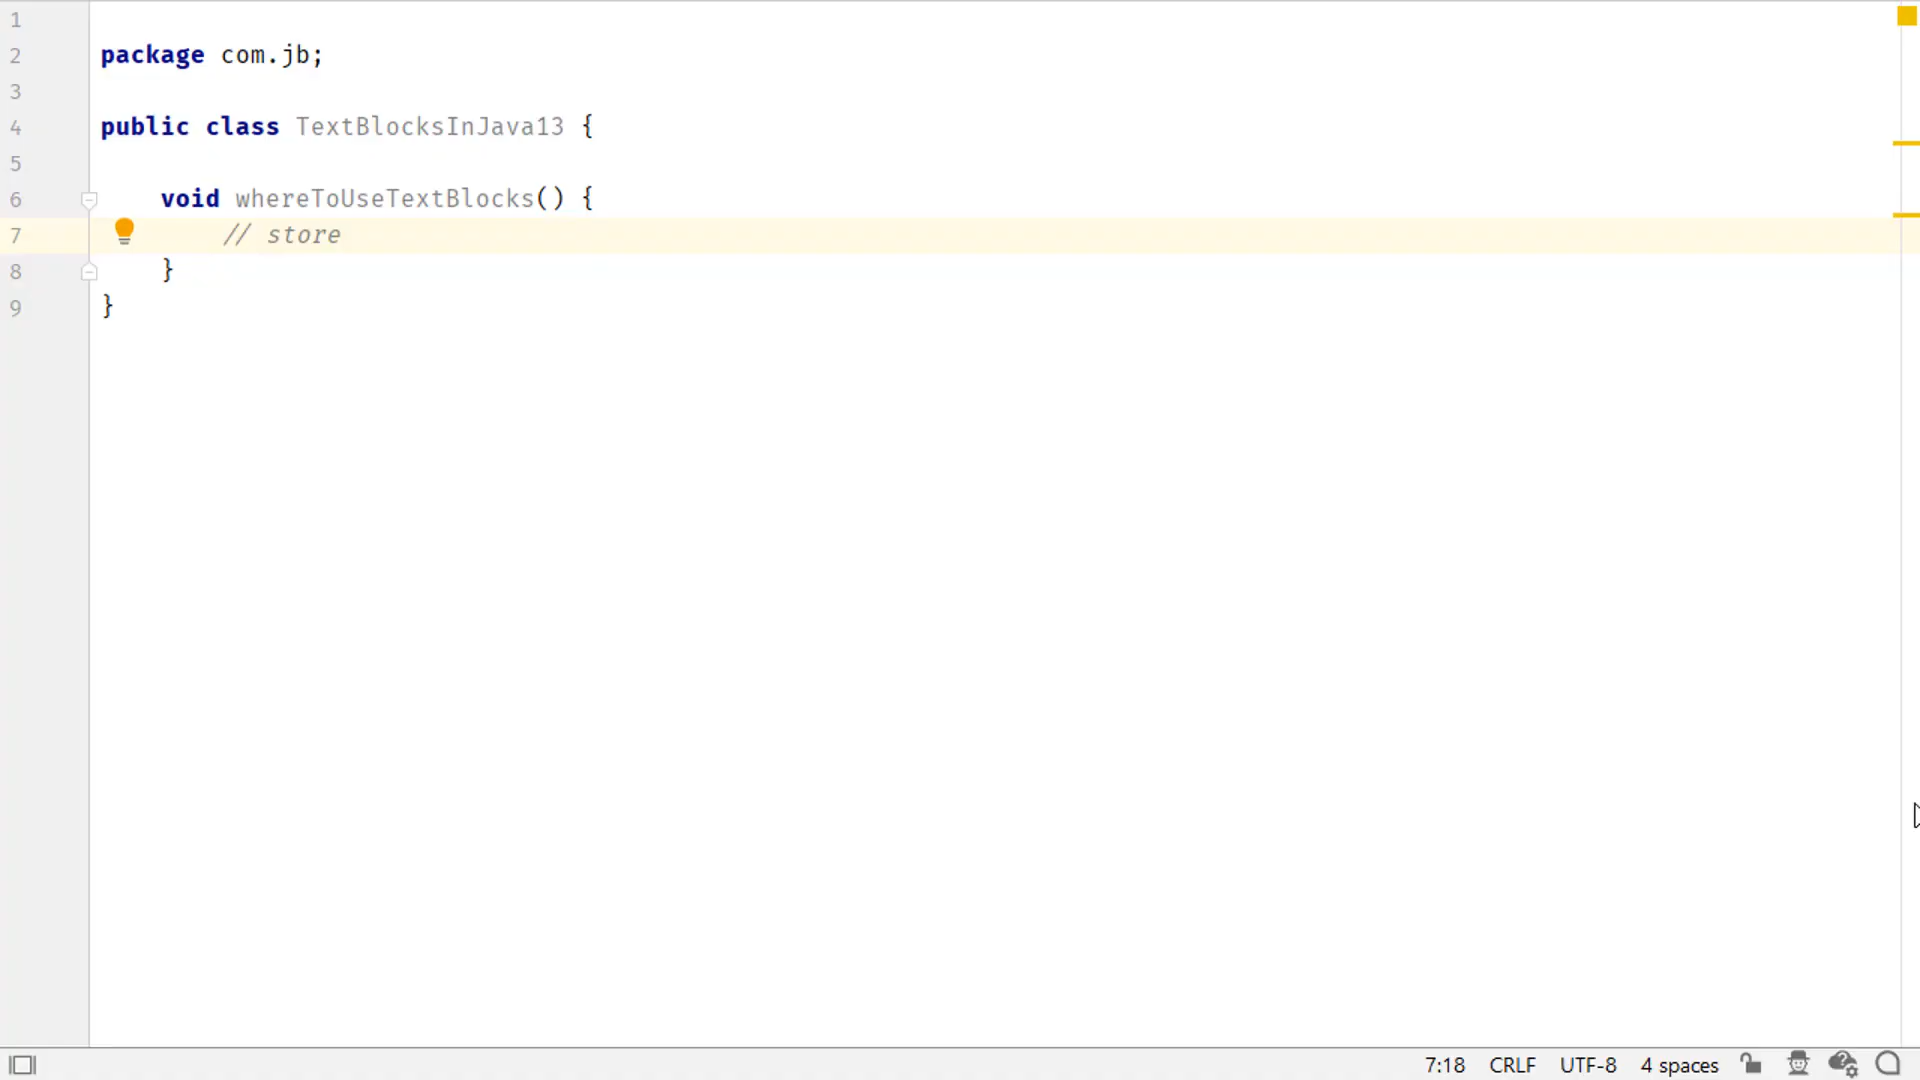 1
2 package com.jb;
3
4 public class TextBlocksInJava13 {
5
6     void whereToUseTextBlocks() {
7         // store
8     }
9 }
7:18 CRLF UTF-8 4 spaces